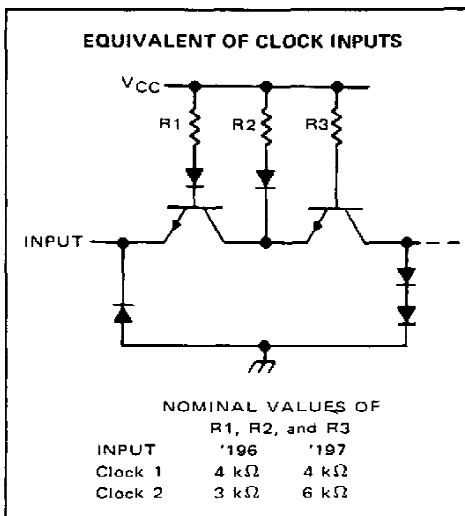 EQUIVALENT OF CLOCK INPUTS
VCC
R1 R2 R3
INPUT
NOMINAL VALUES OF
R1, R2, and R3
INPUT '196 '197
Clock 1 4 kΩ 4 kΩ
Clock 2 3 kΩ 6 kΩ